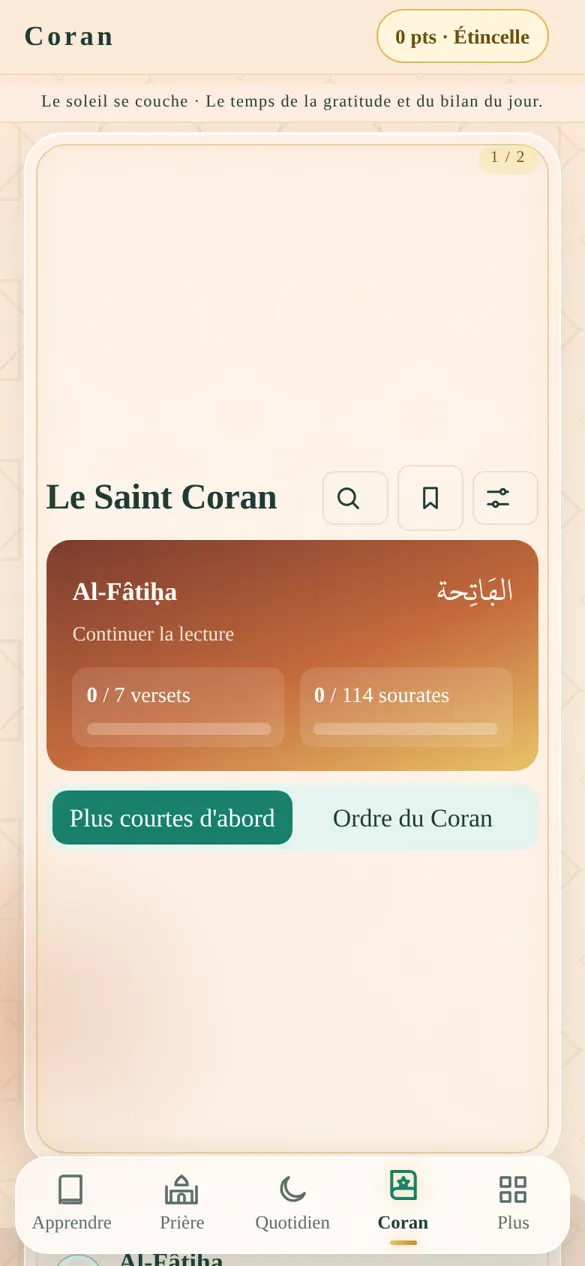 Coran
0 pts · Étincelle
Le soleil se couche · Le temps de la gratitude et du bilan du jour.
1 / 2
Le Saint Coran
Al-Fâtiḥa
الفَاتِحة
Continuer la lecture
0 / 7 versets
0 / 114 sourates
Plus courtes d'abord
Ordre du Coran
Apprendre
Prière
Quotidien
Coran
Plus
Al-Fâtiḥa